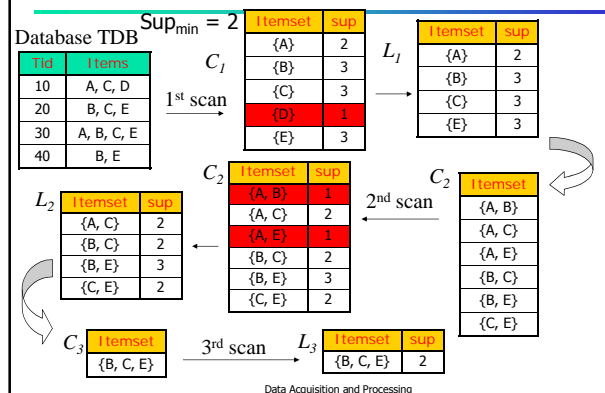 Sup_min = 2
Database TDB
Tid Items
10 A, C, D
20 B, C, E
30 A, B, C, E
40 B, E
1st scan
C1
Itemset sup
{A} 2
{B} 3
{C} 3
{D} 1
{E} 3
L1
Itemset sup
{A} 2
{B} 3
{C} 3
{E} 3
C2
Itemset
{A, B}
{A, C}
{A, E}
{B, C}
{B, E}
{C, E}
2nd scan
C2
Itemset sup
{A, B} 1
{A, C} 2
{A, E} 1
{B, C} 2
{B, E} 3
{C, E} 2
L2
Itemset sup
{A, C} 2
{B, C} 2
{B, E} 3
{C, E} 2
C3
Itemset
{B, C, E}
3rd scan
L3
Itemset sup
{B, C, E} 2
Data Acquisition and Processing